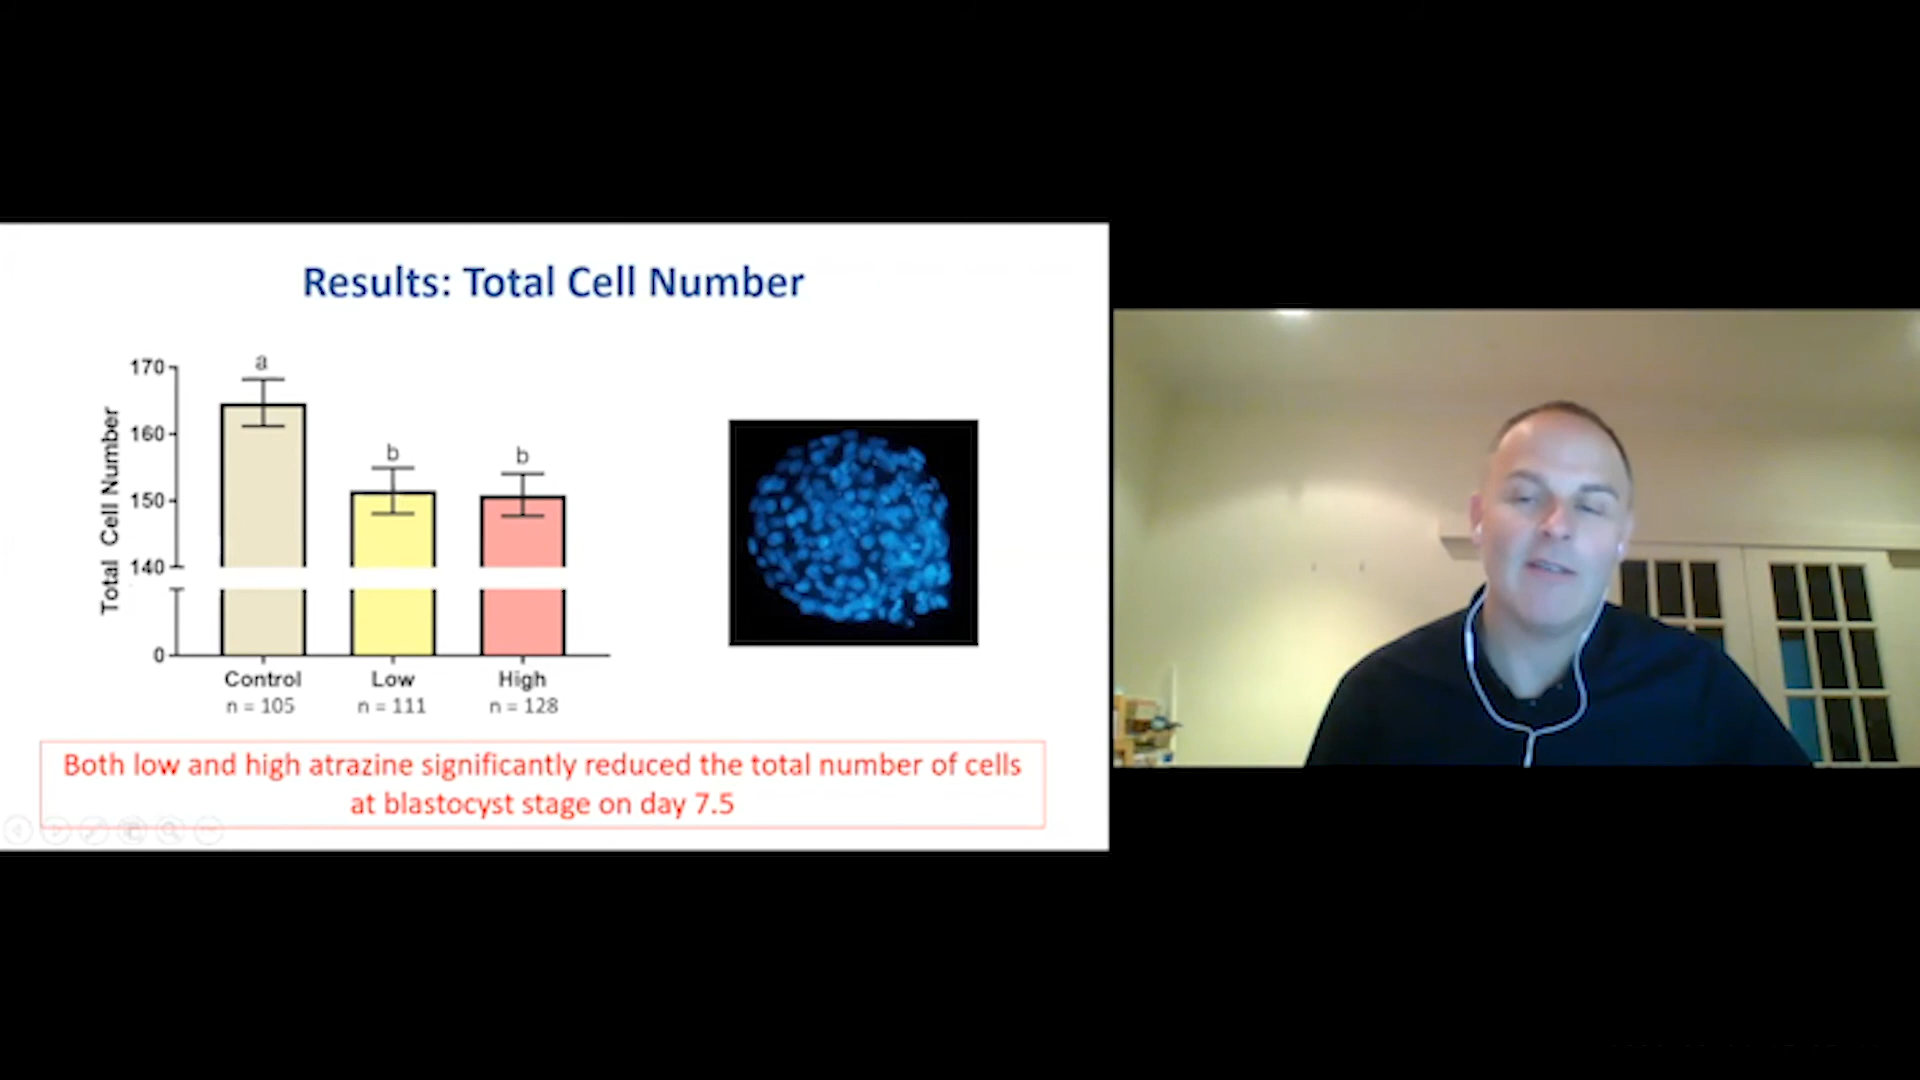 Results: Total Cell Number
Total Cell Number
170
160
150
140
0
a
b
b
Control
Low
High
n = 105
n = 111
n = 128
Both low and high atrazine significantly reduced the total number of cells
at blastocyst stage on day 7.5